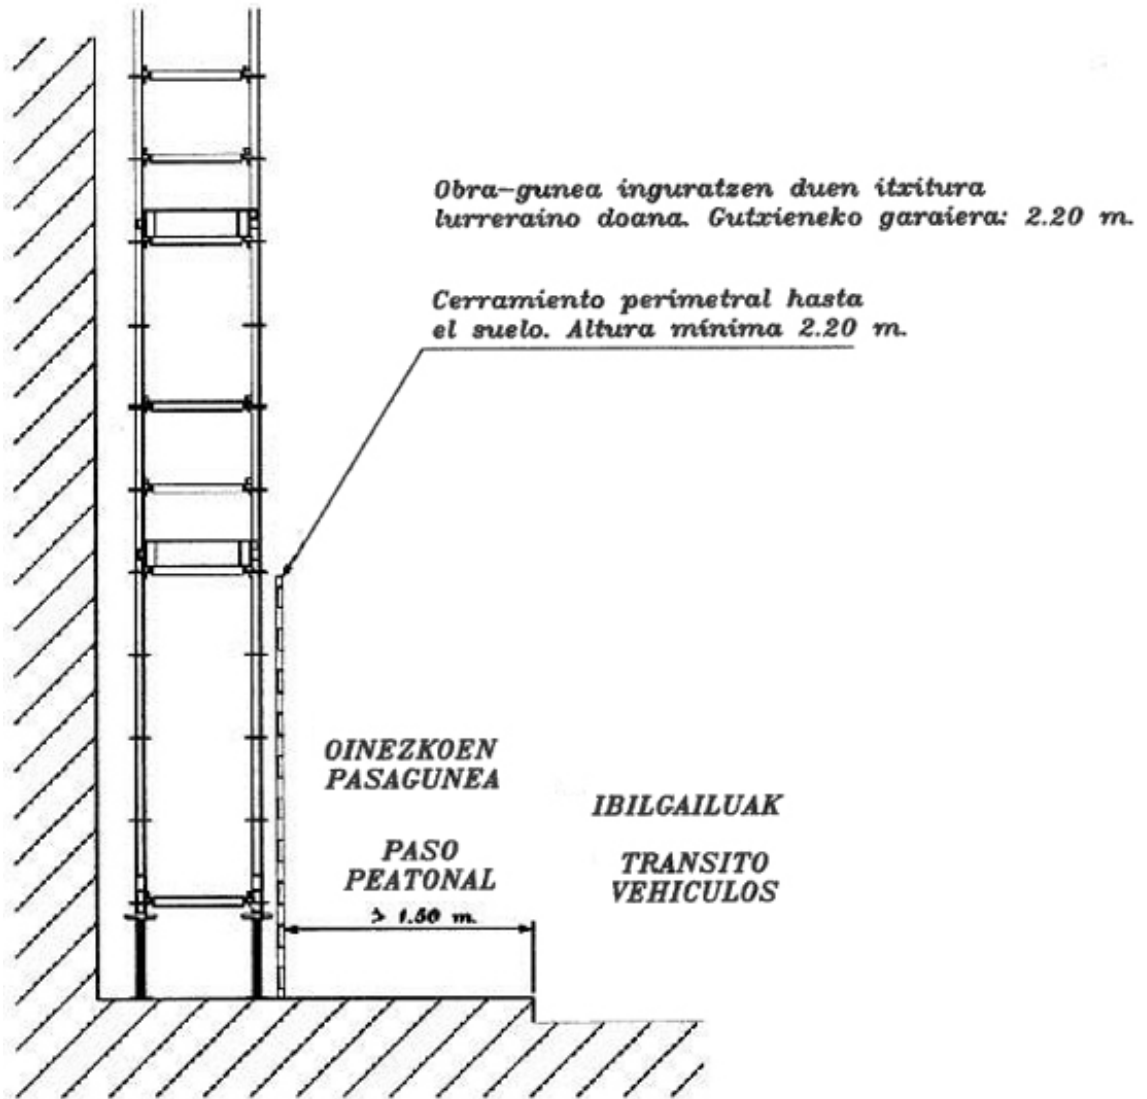 Obra-gunea inguratzen duen itxitura
lurreraino doana. Gutxieneko garaiera: 2.20 m.
Cerramiento perimetral hasta
el suelo. Altura mínima 2.20 m.
OINEZKOEN
PASAGUNEA
PASO
PEATONAL
> 1.50 m.
IBILGAILUAK
TRANSITO
VEHICULOS